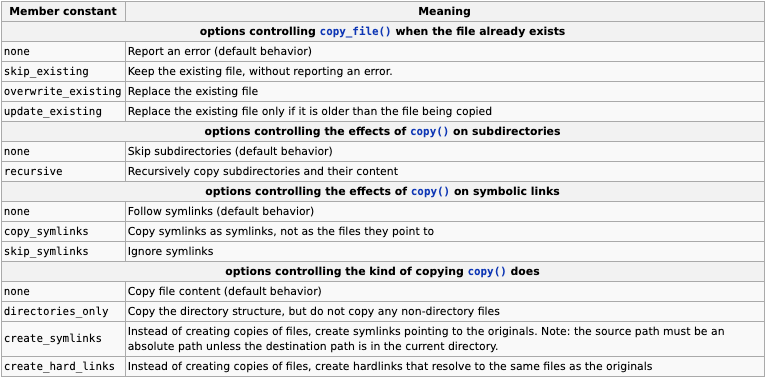 Member constant Meaning
options controlling copy_file() when the file already exists
none Report an error (default behavior)
skip_existing Keep the existing file, without reporting an error.
overwrite_existing Replace the existing file
update_existing Replace the existing file only if it is older than the file being copied
options controlling the effects of copy() on subdirectories
none Skip subdirectories (default behavior)
recursive Recursively copy subdirectories and their content
options controlling the effects of copy() on symbolic links
none Follow symlinks (default behavior)
copy_symlinks Copy symlinks as symlinks, not as the files they point to
skip_symlinks Ignore symlinks
options controlling the kind of copying copy() does
none Copy file content (default behavior)
directories_only Copy the directory structure, but do not copy any non-directory files
create_symlinks Instead of creating copies of files, create symlinks pointing to the originals. Note: the source path must be an
absolute path unless the destination path is in the current directory.
create_hard_links Instead of creating copies of files, create hardlinks that resolve to the same files as the originals